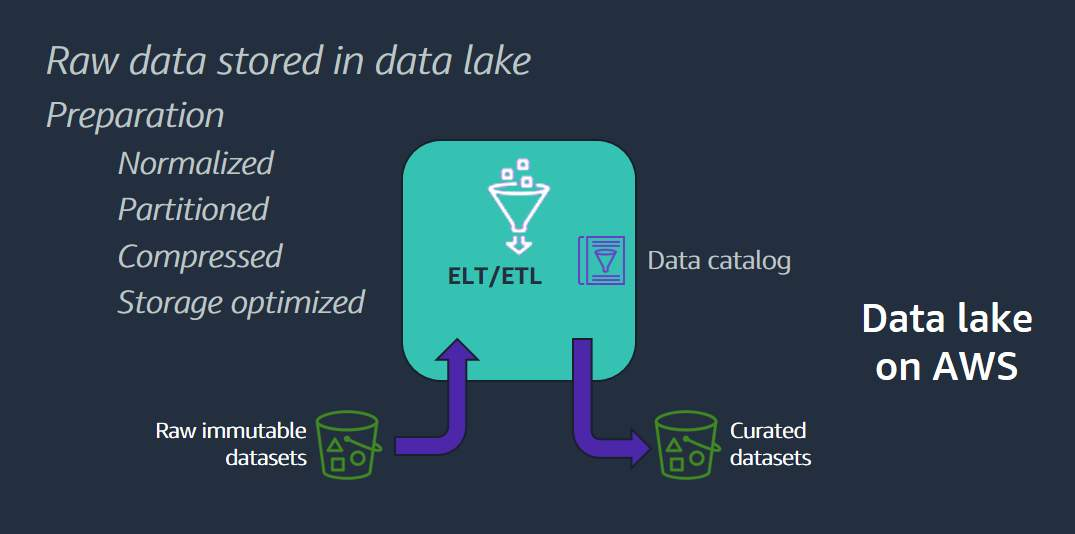 Raw data stored in data lake
Preparation
Normalized
Partitioned
Compressed
Storage optimized
ELT/ETL
Data catalog
Data lake
on AWS
Raw immutable
datasets
Curated
datasets